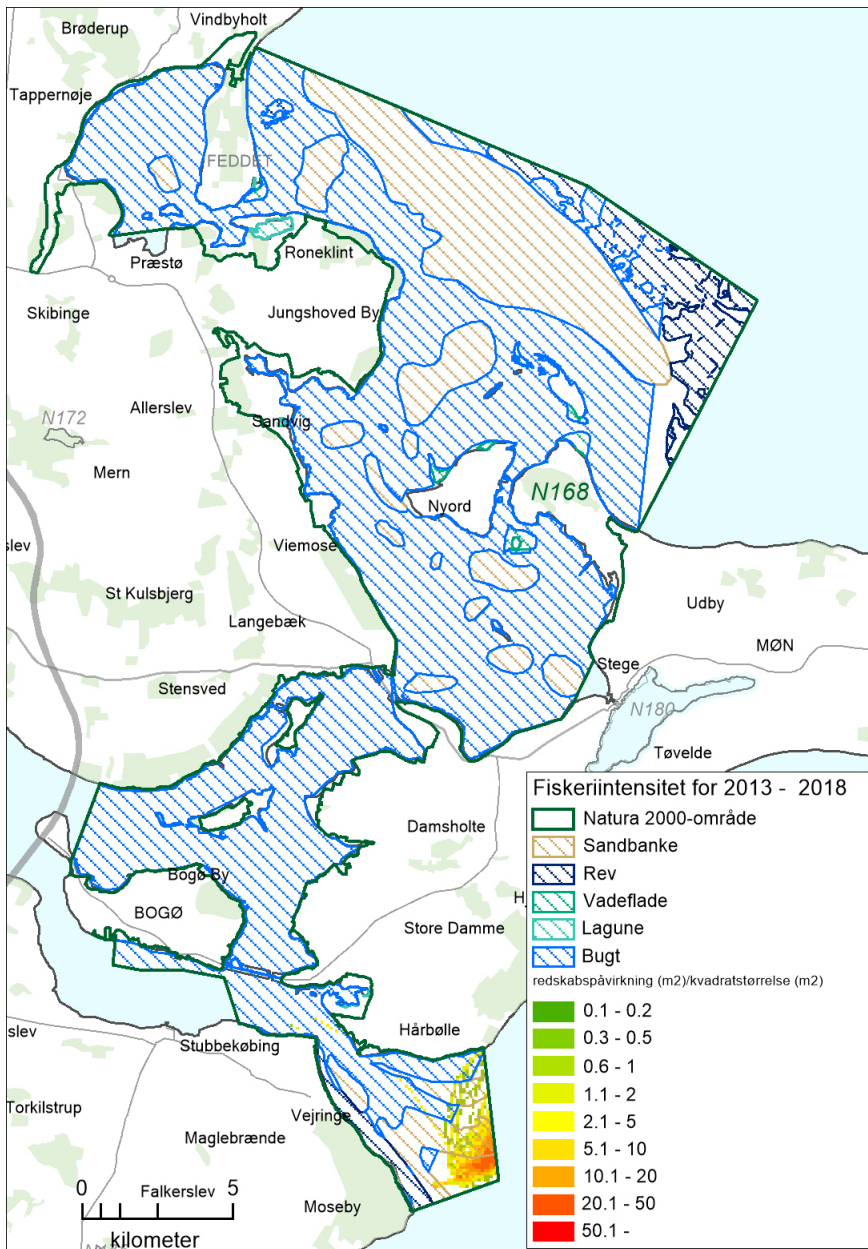 Vindbyholt
Brøderup
Tappernøje
FEDDET
Præstø
Roneklint
Skibinge
Jungshoved By
N172
Allerslev
Sandvig
Mern
Nyord
N168
slev
Viemose
St Kulsbjerg
Langebæk
Udby
MØN
Stege
Stensved
N180
Tøvelde
Damsholte
Bogø By
BOGØ
Store Damme
Hårbølle
slev
Stubbekøbing
Torkilstrup
Vejringe
Maglebrænde
Falkerslev
Moseby
0 5
kilometer
Fiskeriintensitet for 2013 - 2018
Natura 2000-område
Sandbanke
Rev
Vadeflade
Lagune
Bugt
redskabspåvirkning (m2)/kvadratstørrelse (m2)
0.1 - 0.2
0.3 - 0.5
0.6 - 1
1.1 - 2
2.1 - 5
5.1 - 10
10.1 - 20
20.1 - 50
50.1 -